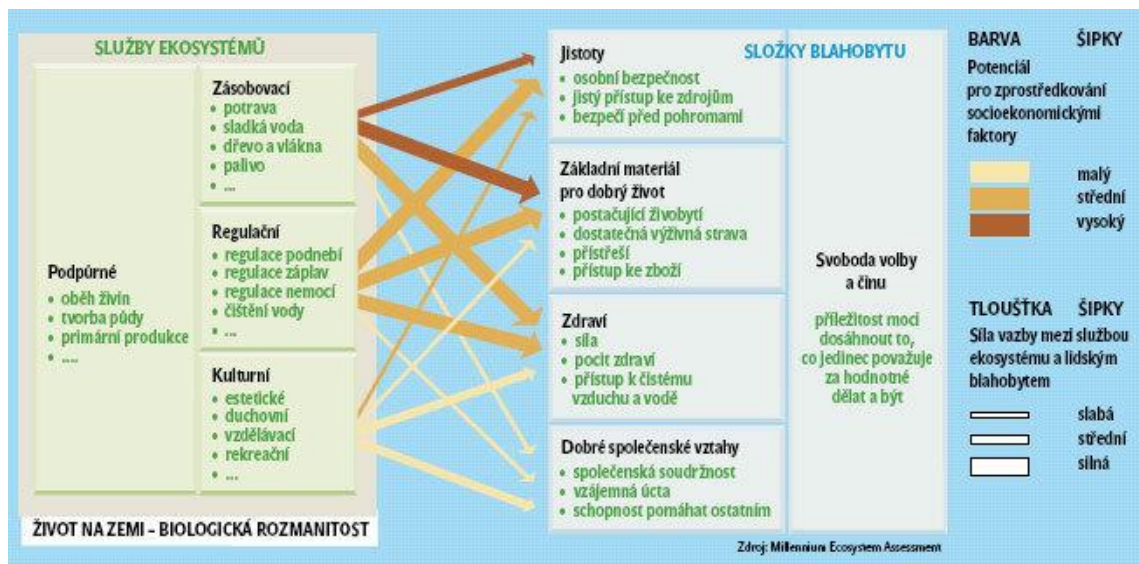 SLUŽBY EKOSYSTÉMŮ
Podpůrné
• oběh živin
• tvorba půdy
• primární produkce
• ....
Zásobovací
• potrava
• sladká voda
• dřevo a vlákna
• palivo
• ...
Regulační
• regulace podnebí
• regulace záplav
• regulace nemocí
• čištění vody
• ...
Kulturní
• estetické
• duchovní
• vzdělávací
• rekreační
• ...
ŽIVOT NA ZEMI – BIOLOGICKÁ ROZMANITOST
SLOŽKY BLAHOBYTU
Jistoty
• osobní bezpečnost
• jistý přístup ke zdrojům
• bezpečí před pohromami
Základní materiál
pro dobrý život
• postačující živobytí
• dostatečná výživná strava
• přístřeší
• přístup ke zboží
Zdraví
• síla
• pocit zdraví
• přístup k čistému
vzduchu a vodě
Dobré společenské vztahy
• společenská soudržnost
• vzájemná úcta
• schopnost pomáhat ostatním
Svoboda volby
a činu
příležitost moci
dosáhnout to,
co jedinec považuje
za hodnotné
dělat a být
Zdroj: Millennium Ecosystem Assessment
BARVA ŠIPKY
Potenciál
pro zprostředkování
socioekonomickými
faktory
malý
střední
vysoký
TLOUŠŤKA ŠIPKY
Síla vazby mezi službou
ekosystému a lidským
blahobytem
slabá
střední
silná